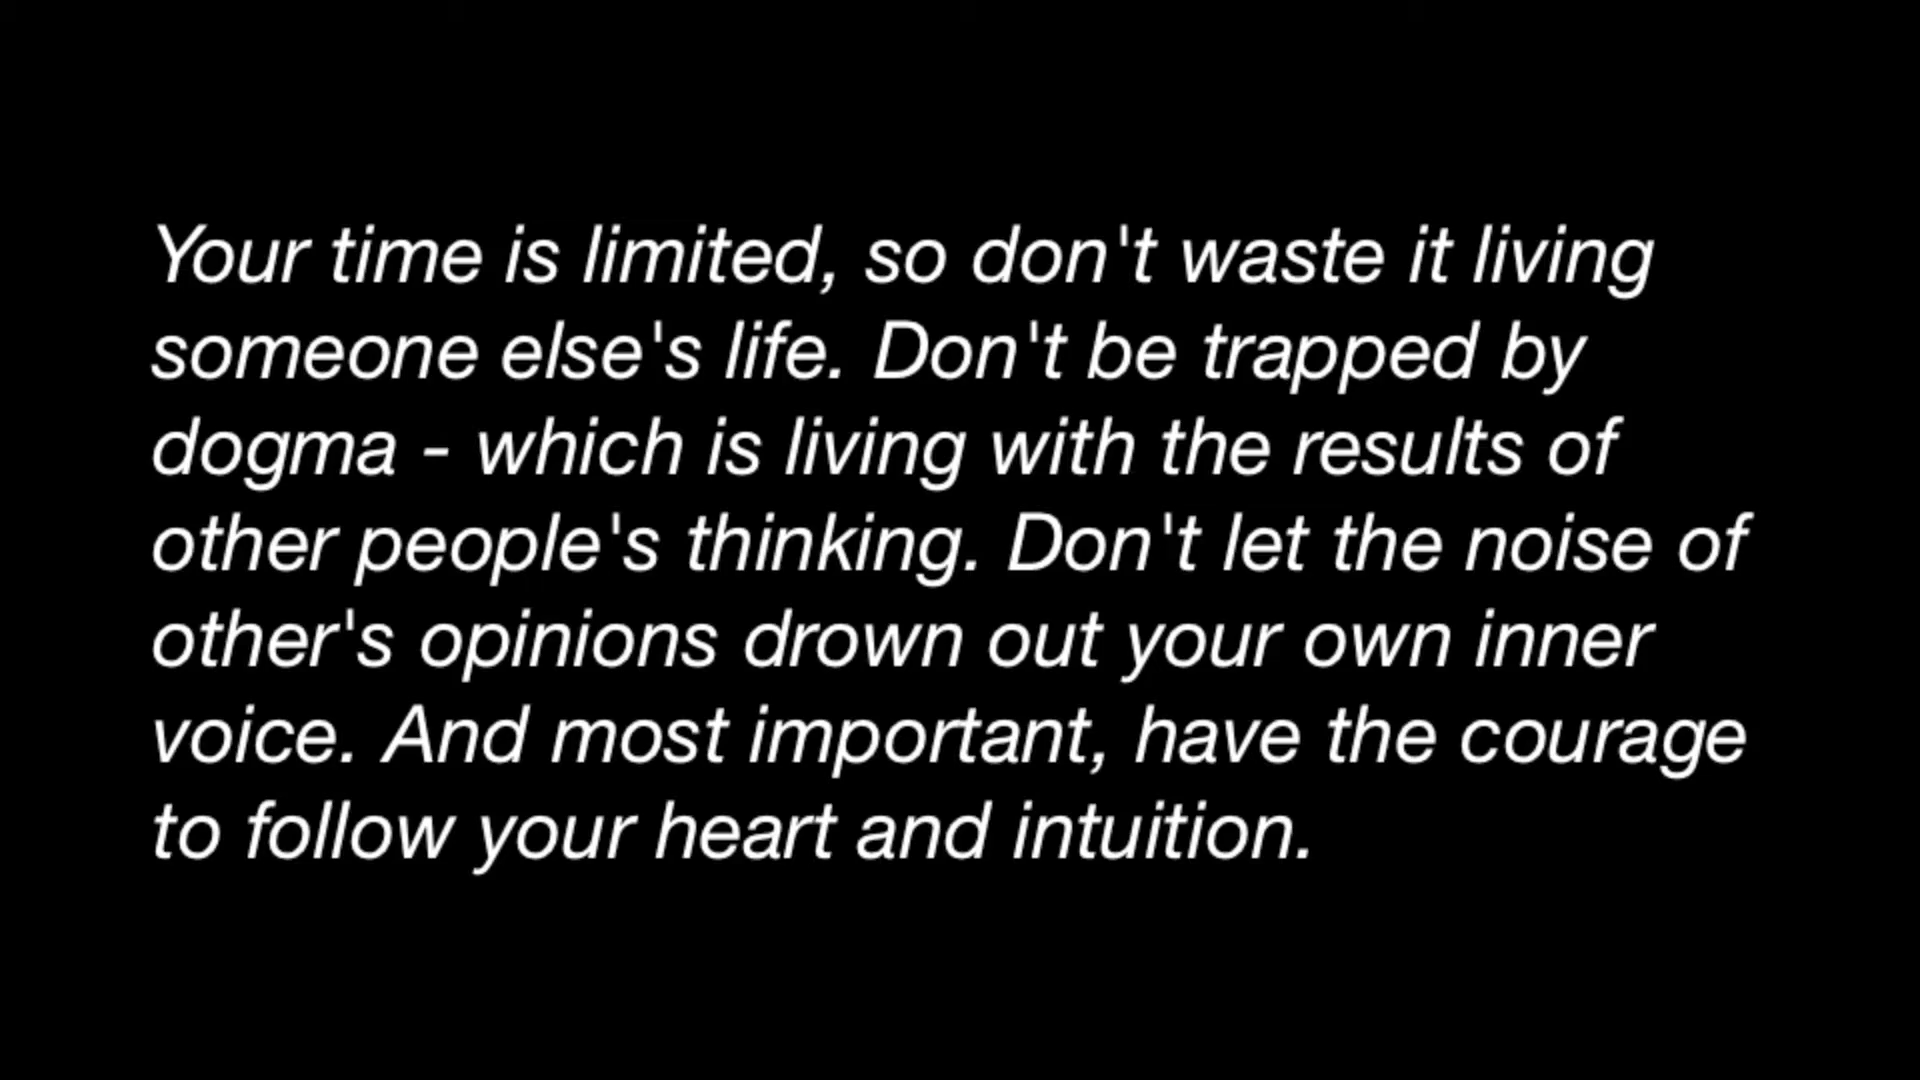 Your time is limited, so don't waste it living
someone else's life. Don't be trapped by
dogma - which is living with the results of
other people's thinking. Don't let the noise of
other's opinions drown out your own inner
voice. And most important, have the courage
to follow your heart and intuition.